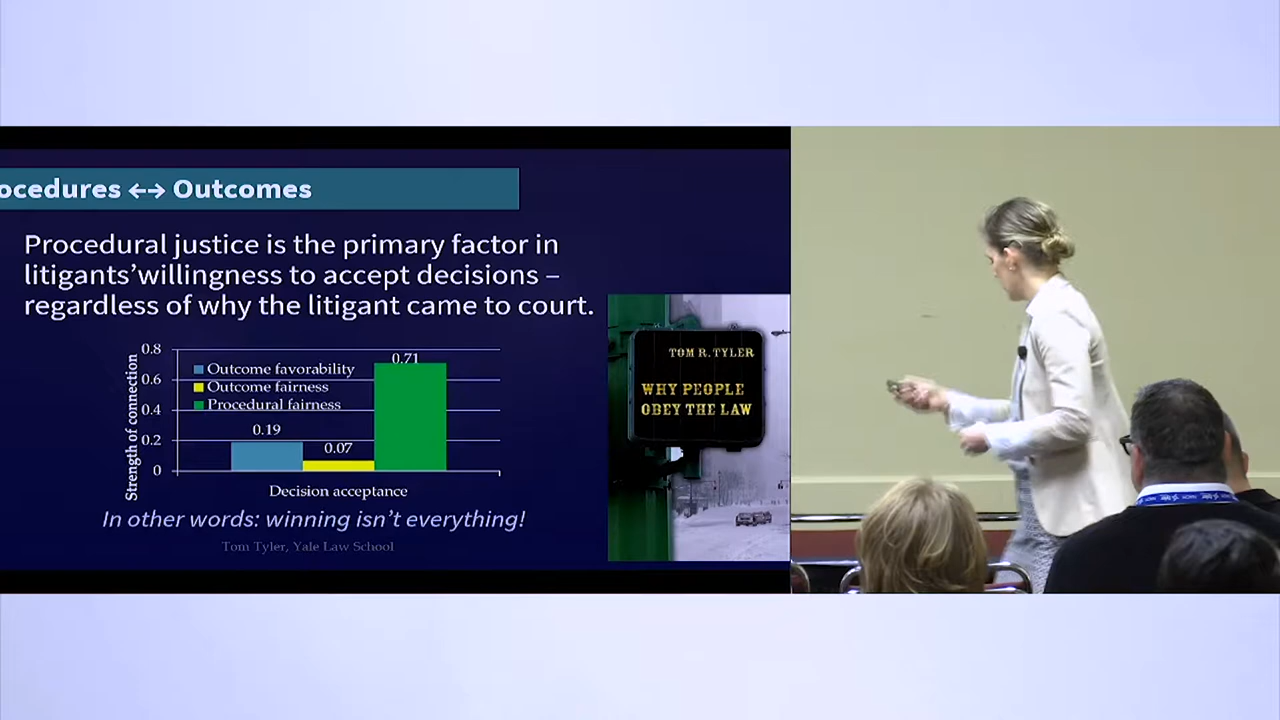 ocedures ↔ Outcomes
Procedural justice is the primary factor in
litigants’willingness to accept decisions –
regardless of why the litigant came to court.
0.8
0.6
0.4
0.2
0
Strength of connection
Outcome favorability
Outcome fairness
Procedural fairness
0.19
0.07
0.71
Decision acceptance
In other words: winning isn’t everything!
Tom Tyler, Yale Law School
TOM R. TYLER
WHY PEOPLE
OBEY THE LAW